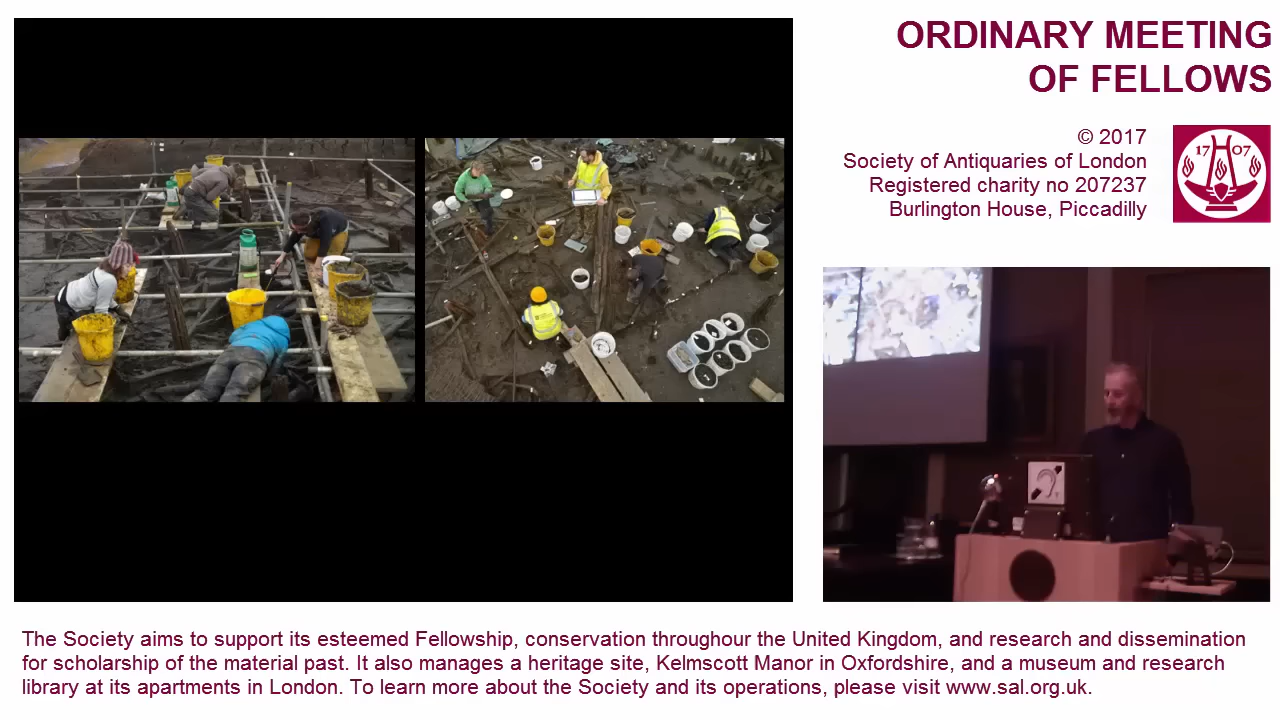 ORDINARY MEETING
OF FELLOWS
© 2017
Society of Antiquaries of London
Registered charity no 207237
Burlington House, Piccadilly
17 07
The Society aims to support its esteemed Fellowship, conservation throughour the United Kingdom, and research and dissemination
for scholarship of the material past. It also manages a heritage site, Kelmscott Manor in Oxfordshire, and a museum and research
library at its apartments in London. To learn more about the Society and its operations, please visit www.sal.org.uk.